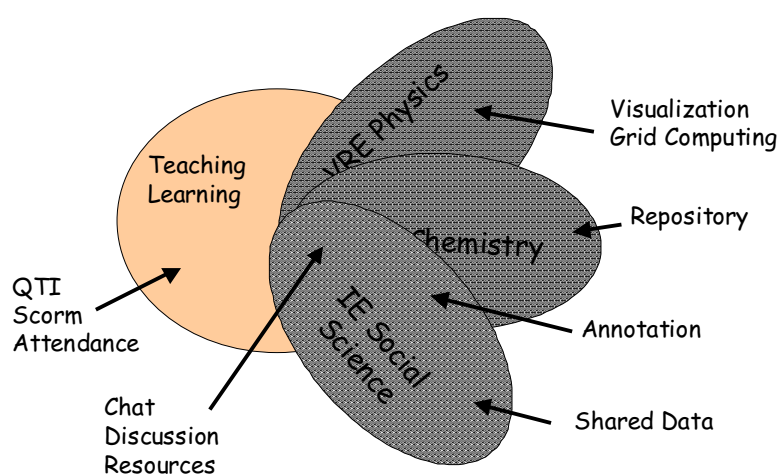 VRE Physics
Visualization
Grid Computing
Teaching
Learning
Repository
Chemistry
QTI
Scorm
Attendance
IE Social
Science
Annotation
Chat
Discussion
Resources
Shared Data